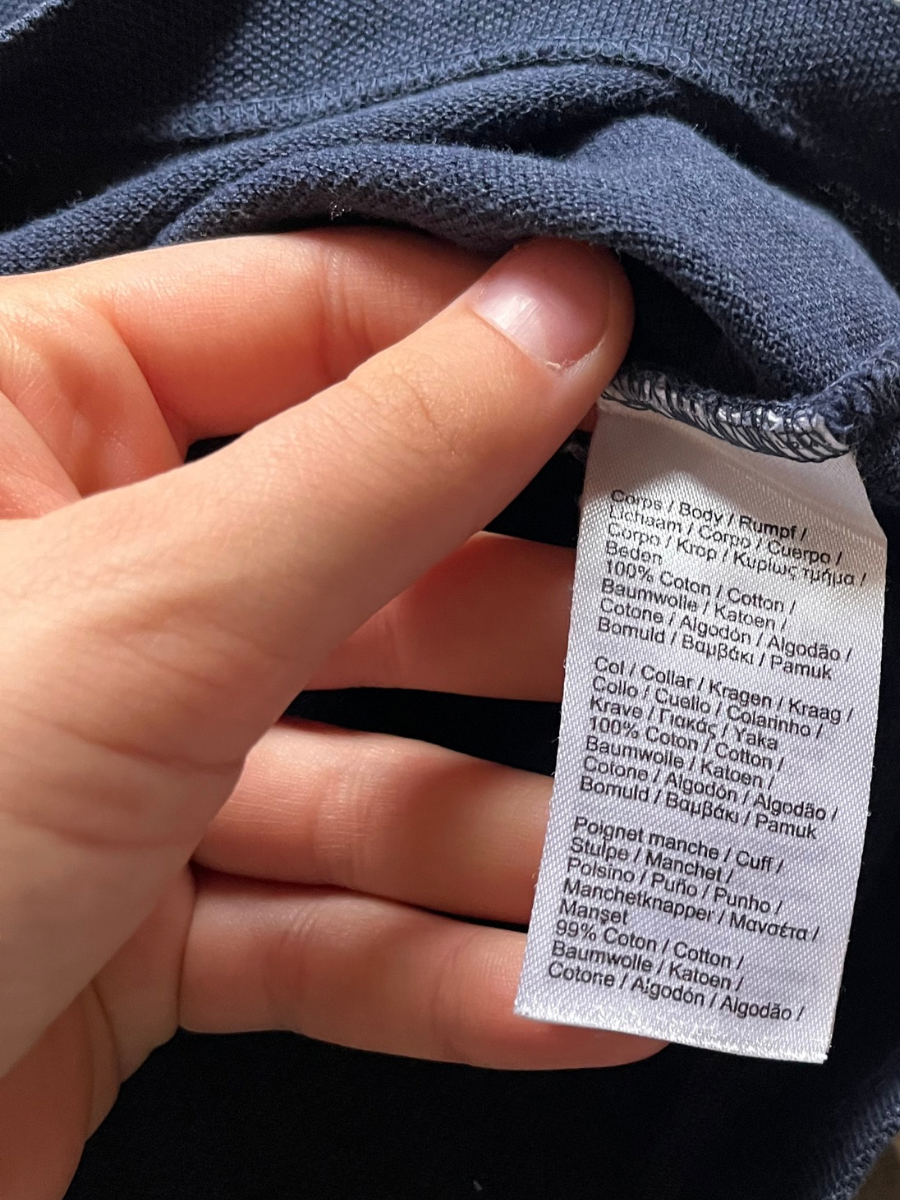 Corps / Body / Rumpf /
Lichaam / Corpo / Cuerpo /
Corpo / Krop / Κυρίως τμήμα /
Beden
100% Coton / Cotton /
Baumwolle / Katoen /
Cotone / Algodón / Algodão /
Bomuld / Βαμβάκι / Pamuk
Col / Collar / Kragen / Kraag /
Collo / Cuello / Colarinho /
Krave / Γιακάς / Yaka
100% Coton / Cotton /
Baumwolle / Katoen /
Cotone / Algodón / Algodão /
Bomuld / Βαμβάκι / Pamuk
Poignet manche / Cuff /
Stulpe / Manchet /
Polsino / Puño / Punho /
Manchetknapper / Μανσέτα /
Manşet
99% Coton / Cotton /
Baumwolle / Katoen /
Cotone / Algodón / Algodão /